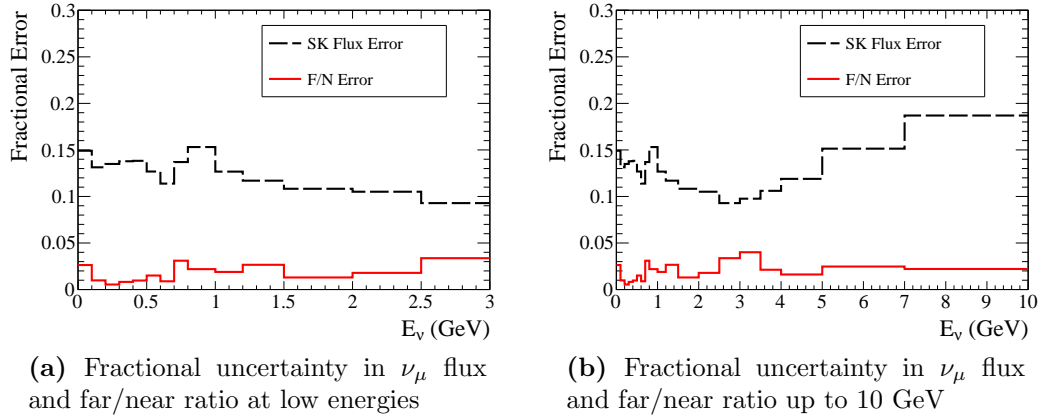 Fractional Error
0.3
0.25
0.2
0.15
0.1
0.05
0
SK Flux Error
F/N Error
0 0.5 1 1.5 2 2.5 3
E_ν (GeV)
(a) Fractional uncertainty in ν_μ flux
and far/near ratio at low energies
Fractional Error
0.3
0.25
0.2
0.15
0.1
0.05
0
SK Flux Error
F/N Error
0 1 2 3 4 5 6 7 8 9 10
E_ν (GeV)
(b) Fractional uncertainty in ν_μ flux
and far/near ratio up to 10 GeV